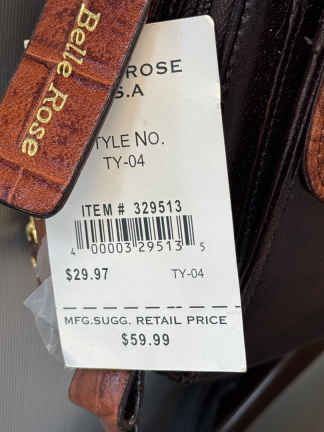 Belle Rose
ROSE
S.A
STYLE NO.
TY-04
ITEM # 329513
4 00003 29513 5
$29.97 TY-04
MFG.SUGG. RETAIL PRICE
$59.99